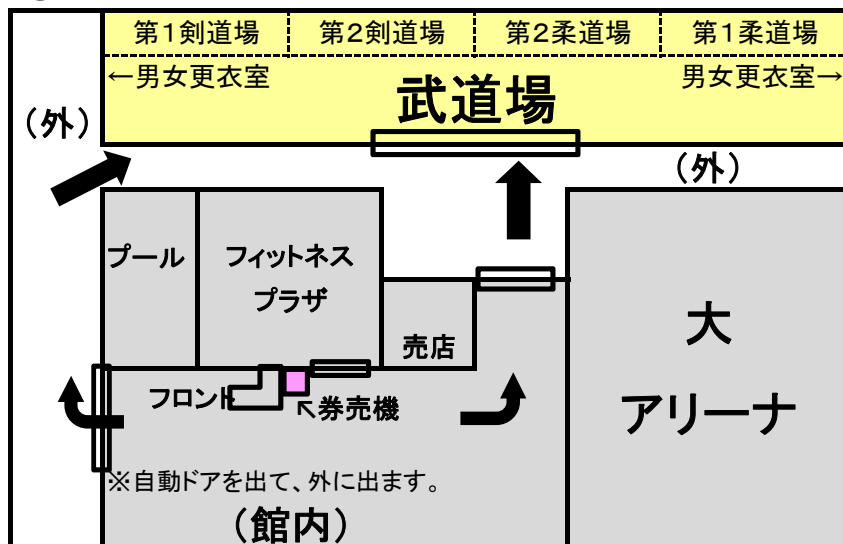 第1剣道場 第2剣道場 第2柔道場 第1柔道場
←男女更衣室 男女更衣室→
武道場
(外)
(外)
プール
フィットネス
プラザ
売店
大
アリーナ
フロント
↖券売機
※自動ドアを出て、外に出ます。
(館内)